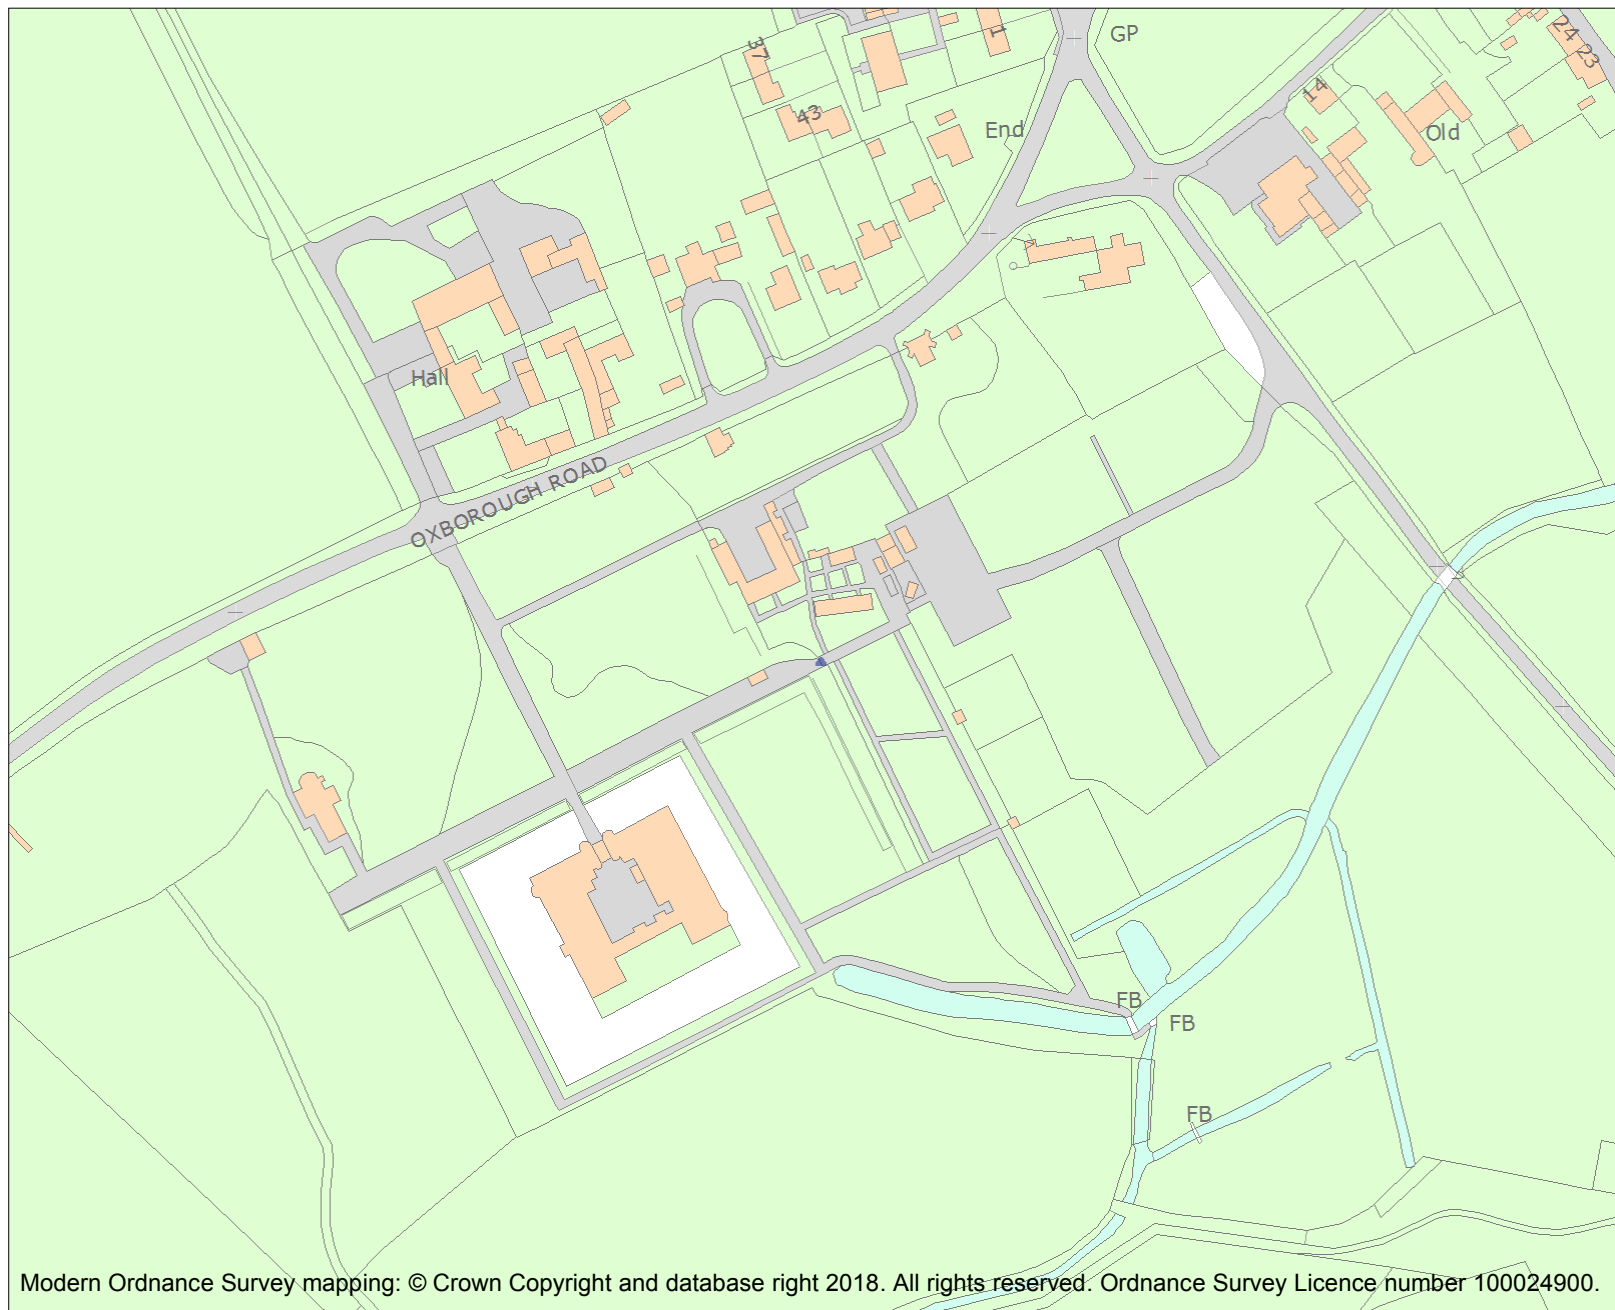 GP
37
1
24
23
14
43
End
Old
Hall
OXBOROUGH ROAD
FB
FB
FB
Modern Ordnance Survey mapping: © Crown Copyright and database right 2018. All rights reserved. Ordnance Survey Licence number 100024900.